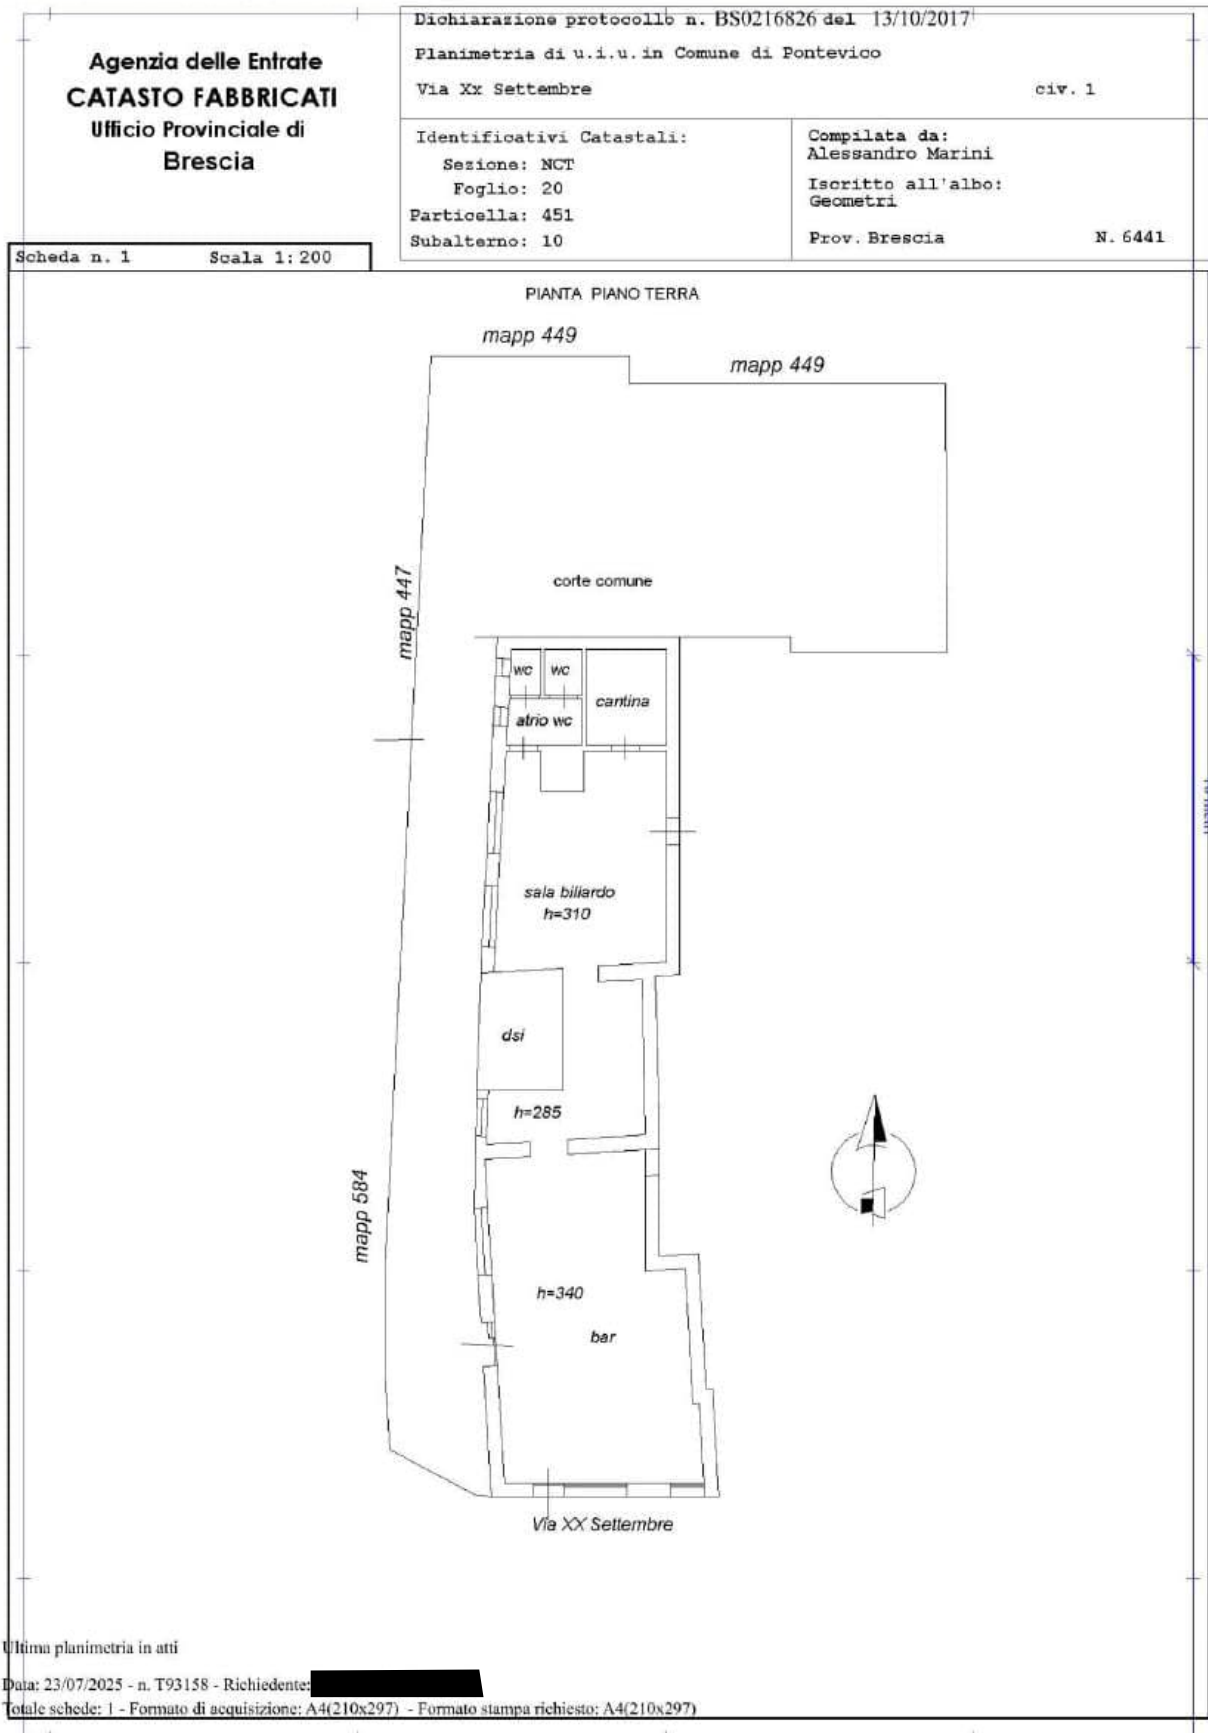 Agenzia delle Entrate
CATASTO FABBRICATI
Ufficio Provinciale di
Brescia
Dichiarazione protocollo n. BS0216826 del 13/10/2017
Planimetria di u.i.u. in Comune di Pontevico
Via Xx Settembre civ. 1
Identificativi Catastali:
Sezione: NCT
Foglio: 20
Particella: 451
Subalterno: 10
Compilata da:
Alessandro Marini
Iscritto all'albo:
Geometri
Prov. Brescia N. 6441
Scheda n. 1 Scala 1:200
PIANTA PIANO TERRA
mapp 449
mapp 449
mapp 447
corte comune
wc
wc
cantina
atrio wc
sala biliardo
h=310
dsi
h=285
mapp 584
h=340
bar
Via XX Settembre
Ultima planimetria in atti
Data: 23/07/2025 - n. T93158 - Richiedente:
Totale schede: 1 - Formato di acquisizione: A4(210x297) - Formato stampa richiesto: A4(210x297)